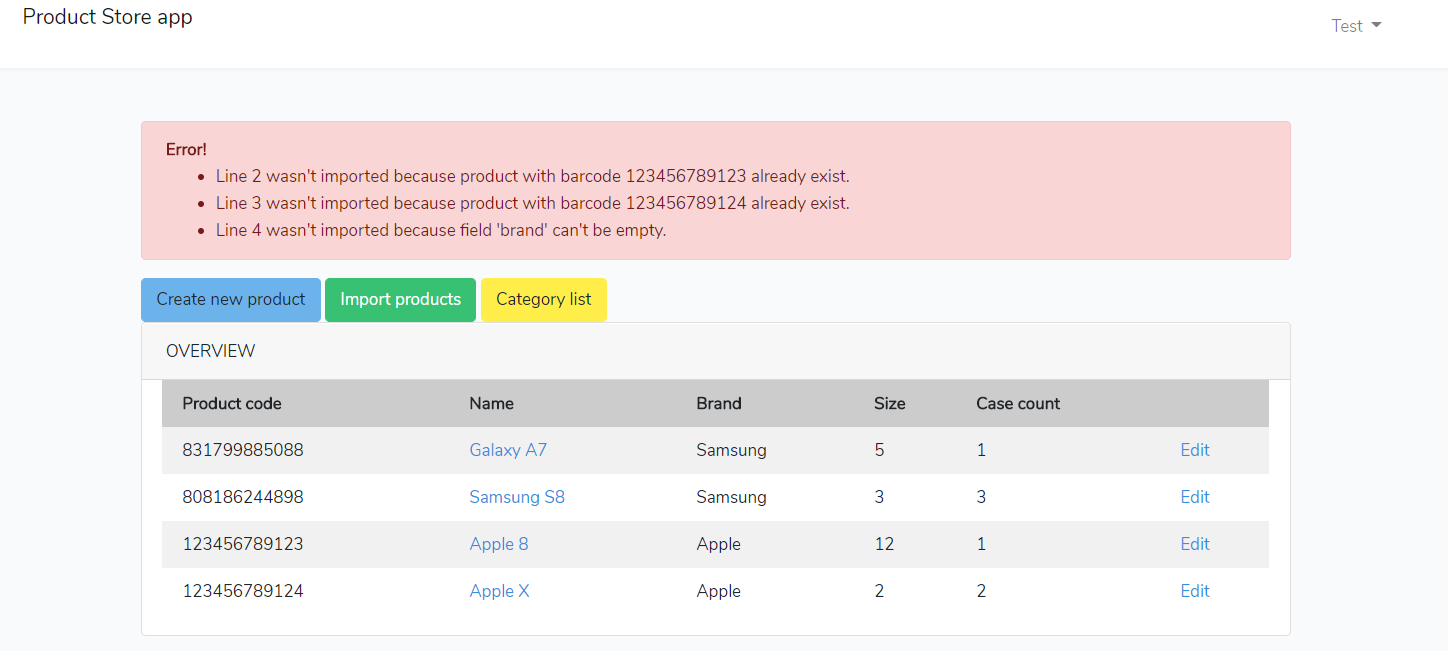 Product Store app
Test
Error!
Line 2 wasn't imported because product with barcode 123456789123 already exist.
Line 3 wasn't imported because product with barcode 123456789124 already exist.
Line 4 wasn't imported because field 'brand' can't be empty.
Create new product Import products Category list
OVERVIEW
Product code Name Brand Size Case count
831799885088 Galaxy A7 Samsung 5 1 Edit
808186244898 Samsung S8 Samsung 3 3 Edit
123456789123 Apple 8 Apple 12 1 Edit
123456789124 Apple X Apple 2 2 Edit